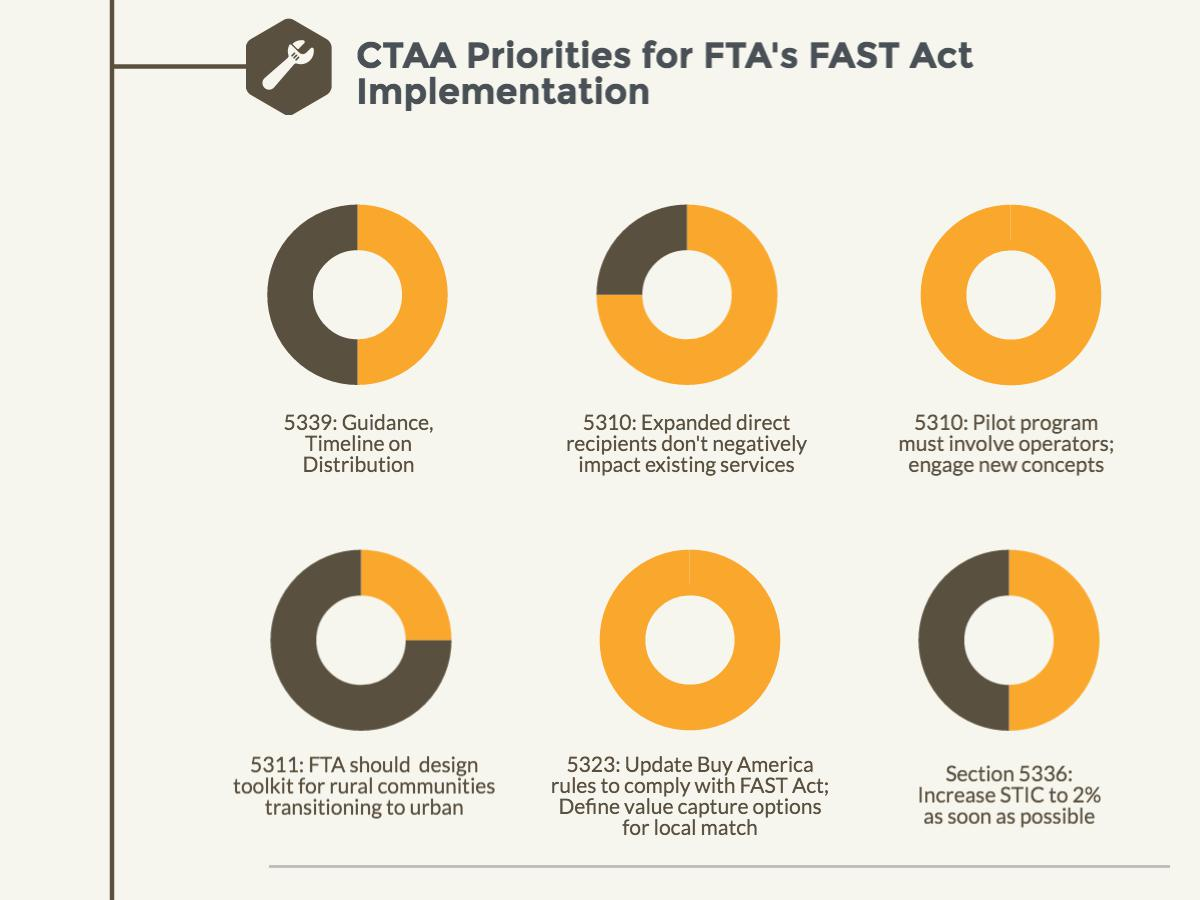 CTAA Priorities for FTA's FAST Act
Implementation
5339: Guidance,
Timeline on
Distribution
5310: Expanded direct
recipients don't negatively
impact existing services
5310: Pilot program
must involve operators;
engage new concepts
5311: FTA should  design
toolkit for rural communities
transitioning to urban
5323: Update Buy America
rules to comply with FAST Act;
Define value capture options
for local match
Section 5336:
Increase STIC to 2%
as soon as possible